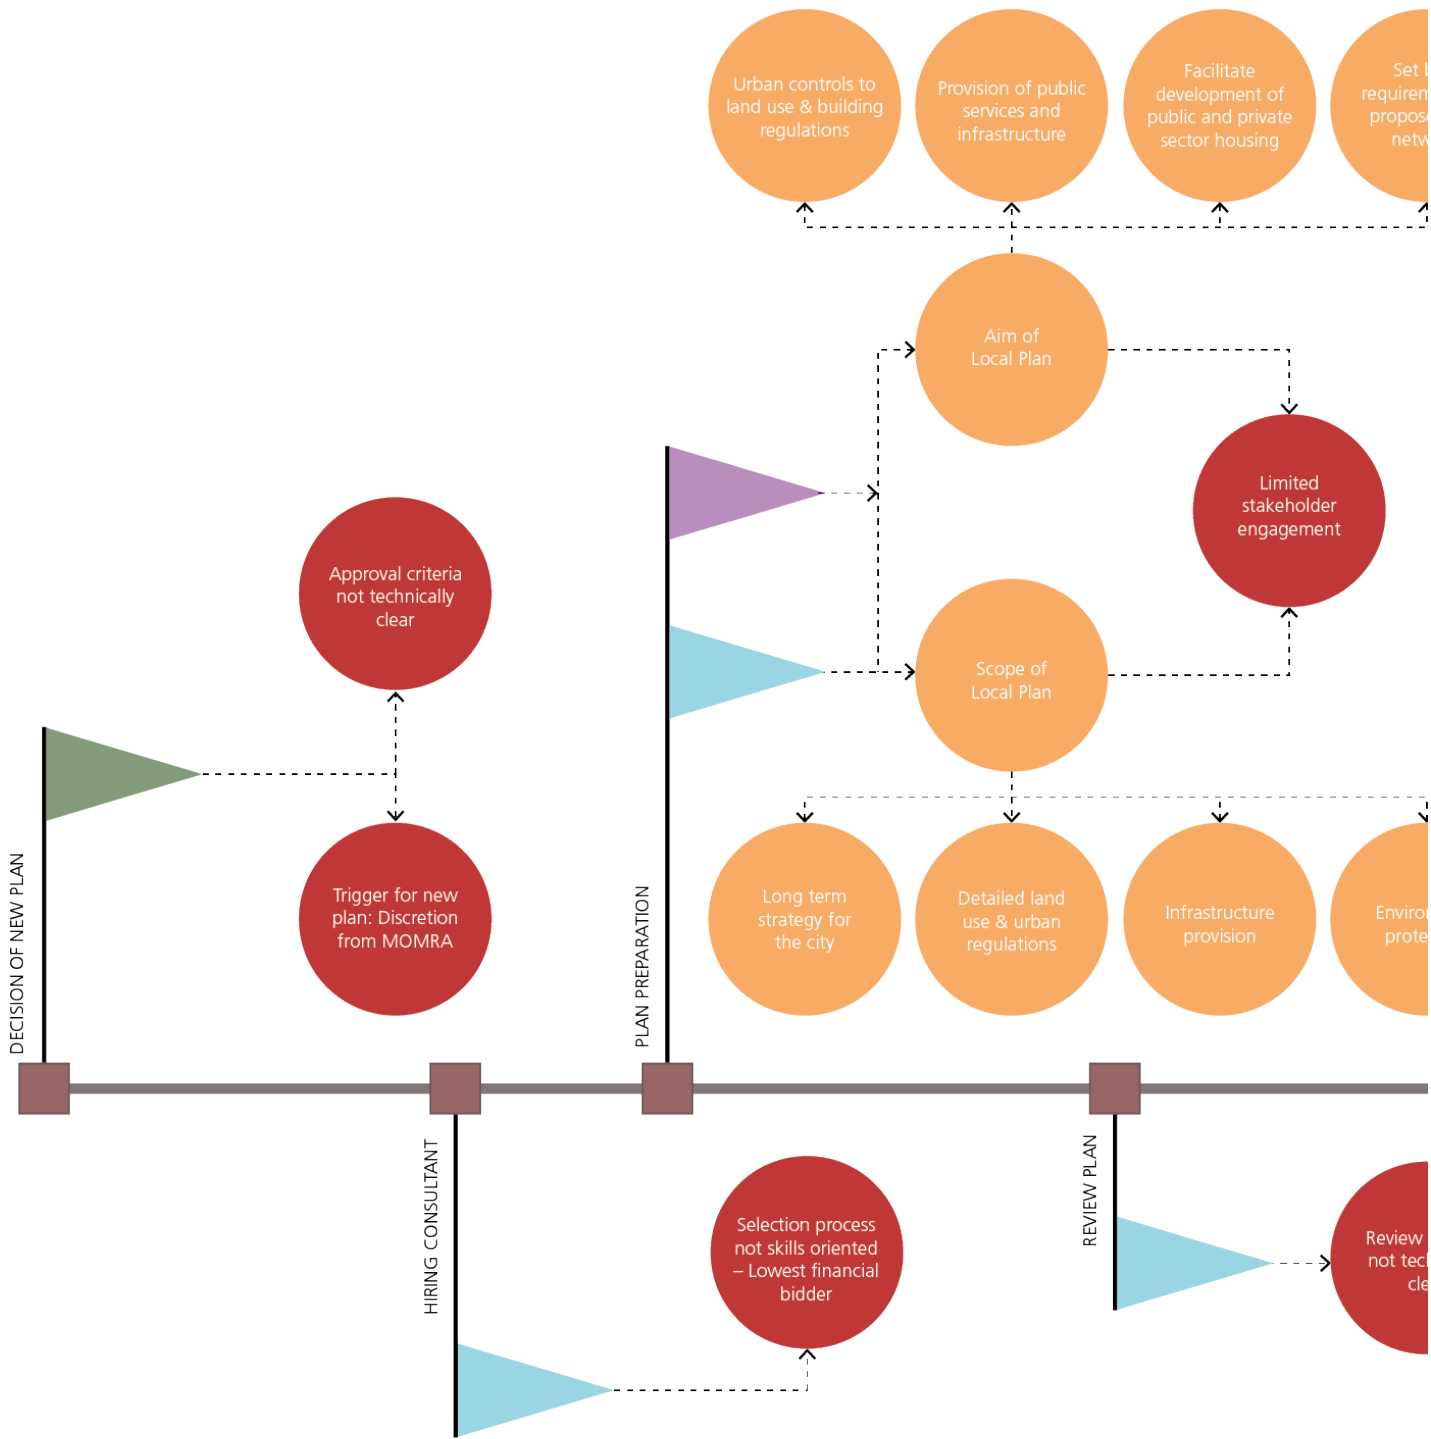 Urban controls to
land use & building
regulations
Provision of public
services and
infrastructure
Facilitate
development of
public and private
sector housing
Set
Aim of
Local Plan
Limited
stakeholder
engagement
Approval criteria
not technically
clear
Scope of
Local Plan
Trigger for new
plan: Discretion
from MOMRA
Long term
strategy for
the city
Detailed land
use & urban
regulations
Infrastructure
provision
DECISION OF NEW PLAN
PLAN PREPARATION
HIRING CONSULTANT
REVIEW PLAN
Selection process
not skills oriented
– Lowest financial
bidder
Review
not